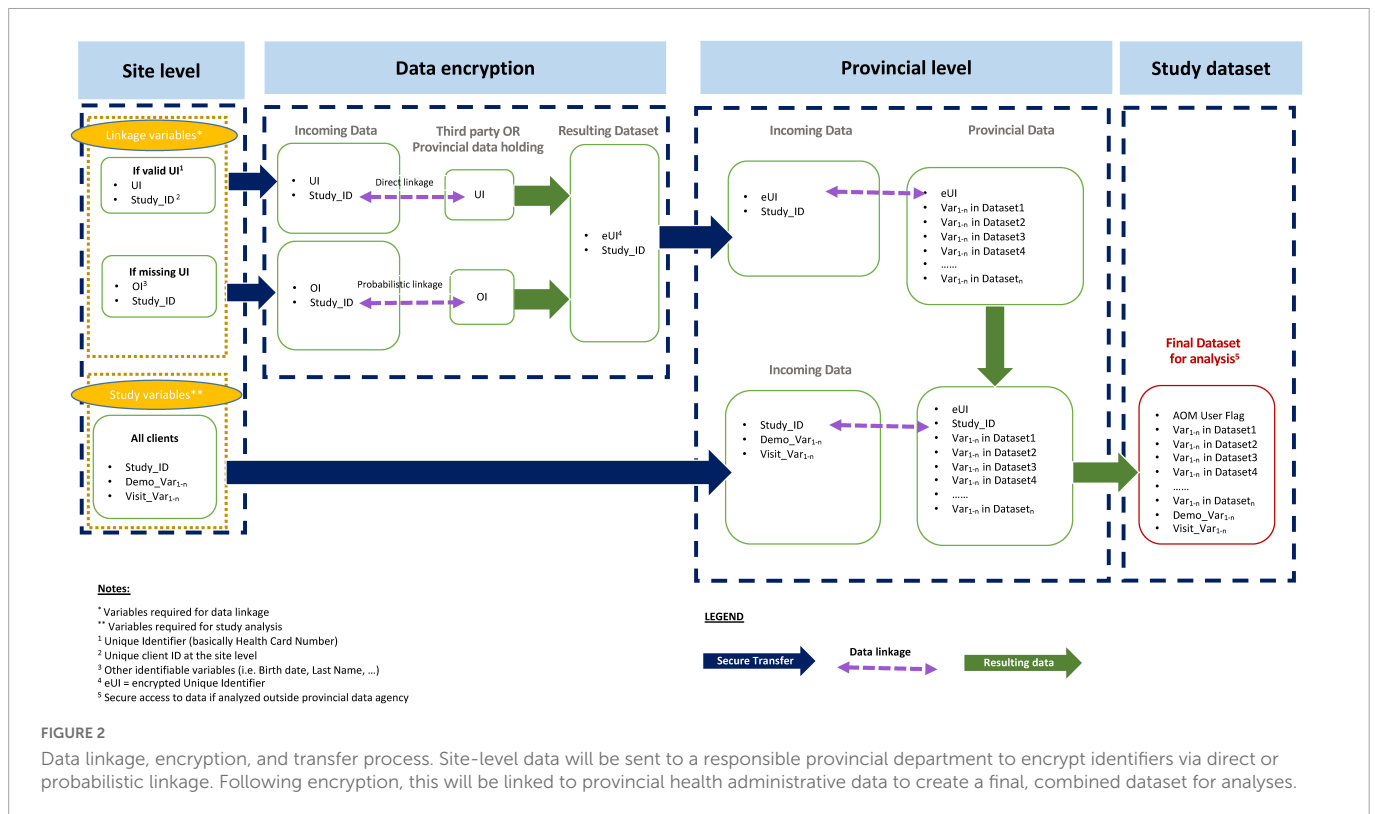 Site level
Data encryption
Provincial level
Study dataset
Linkage variables*
If valid UI¹
• UI
• Study_ID ²
If missing UI
• OI³
• Study_ID
Study variables**
All clients
• Study_ID
• Demo_Var₁₋ₙ
• Visit_Var₁₋ₙ
Incoming Data
• UI
• Study_ID
Direct linkage
• OI
• Study_ID
Probabilistic linkage
Third party OR
Provincial data holding
UI
OI
Resulting Dataset
• eUI⁴
• Study_ID
Incoming Data
• eUI
• Study_ID
Provincial Data
• eUI
• Var₁₋ₙ in Dataset1
• Var₁₋ₙ in Dataset2
• Var₁₋ₙ in Dataset3
• Var₁₋ₙ in Dataset4
• ......
• Var₁₋ₙ in Datasetₙ
Incoming Data
• Study_ID
• Demo_Var₁₋ₙ
• Visit_Var₁₋ₙ
• eUI
• Study_ID
• Var₁₋ₙ in Dataset1
• Var₁₋ₙ in Dataset2
• Var₁₋ₙ in Dataset3
• Var₁₋ₙ in Dataset4
• ......
• Var₁₋ₙ in Datasetₙ
Final Dataset
for analysis⁵
• AOM User Flag
• Var₁₋ₙ in Dataset1
• Var₁₋ₙ in Dataset2
• Var₁₋ₙ in Dataset3
• Var₁₋ₙ in Dataset4
• ......
• Var₁₋ₙ in Datasetₙ
• Demo_Var₁₋ₙ
• Visit_Var₁₋ₙ
Notes:
* Variables required for data linkage
** Variables required for study analysis
¹ Unique Identifier (basically Health Card Number)
² Unique client ID at the site level
³ Other identifiable variables (i.e. Birth date, Last Name, ...)
⁴ eUI = encrypted Unique Identifier
⁵ Secure access to data if analyzed outside provincial data agency
LEGEND
Secure Transfer
Data linkage
Resulting data
FIGURE 2
Data linkage, encryption, and transfer process. Site-level data will be sent to a responsible provincial department to encrypt identifiers via direct or
probabilistic linkage. Following encryption, this will be linked to provincial health administrative data to create a final, combined dataset for analyses.